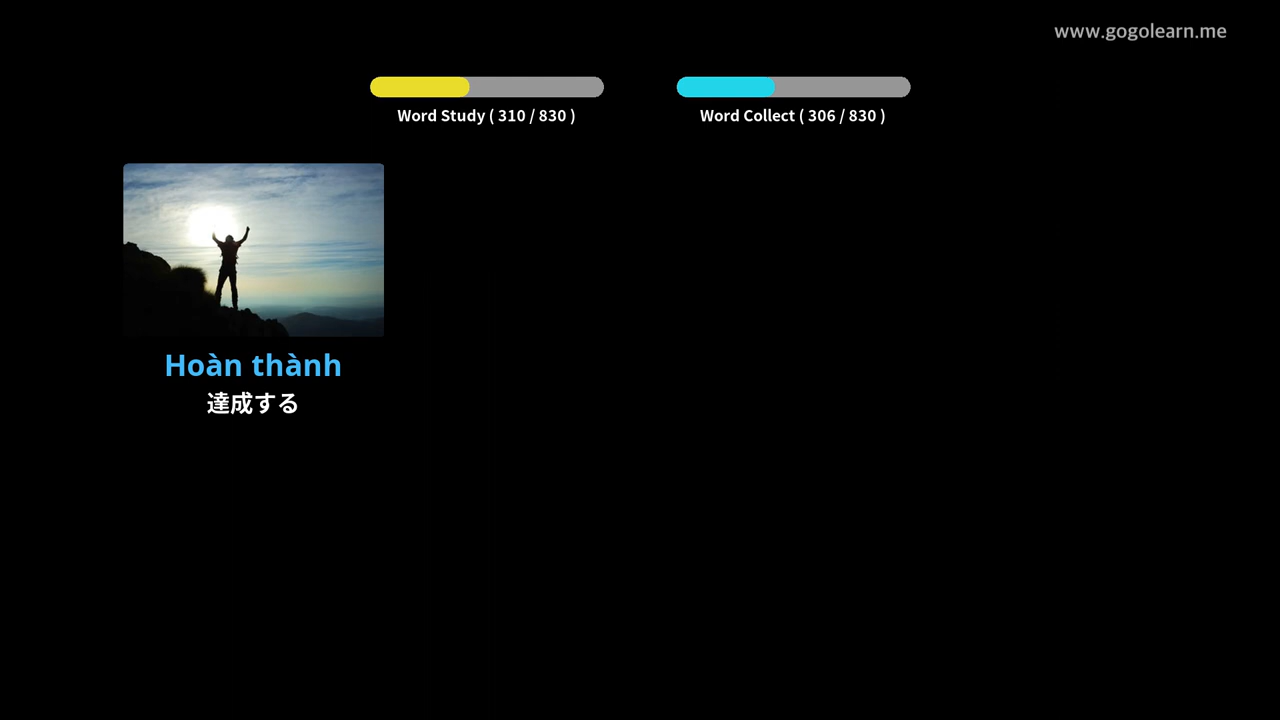 www.gogolearn.me
Word Study ( 310 / 830 )
Word Collect ( 306 / 830 )
Hoàn thành
達成する